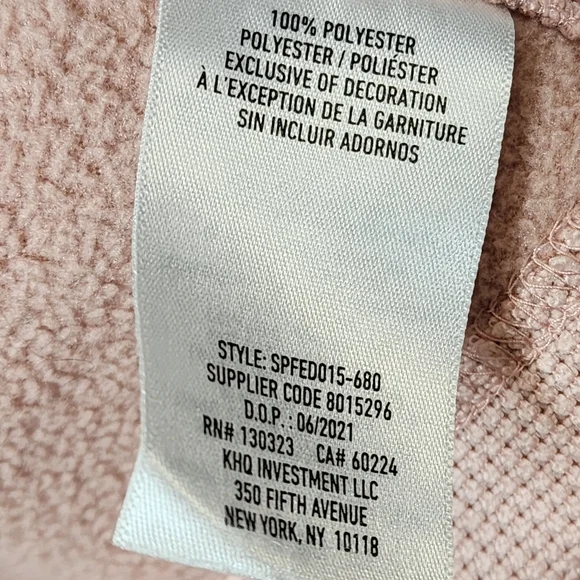 100% POLYESTER
POLYESTER / POLIÉSTER
EXCLUSIVE OF DECORATION
À L'EXCEPTION DE LA GARNITURE
SIN INCLUIR ADORNOS
STYLE: SPFED015-680
SUPPLIER CODE 8015296
D.O.P. : 06/2021
RN# 130323 CA# 60224
KHQ INVESTMENT LLC
350 FIFTH AVENUE
NEW YORK, NY 10118